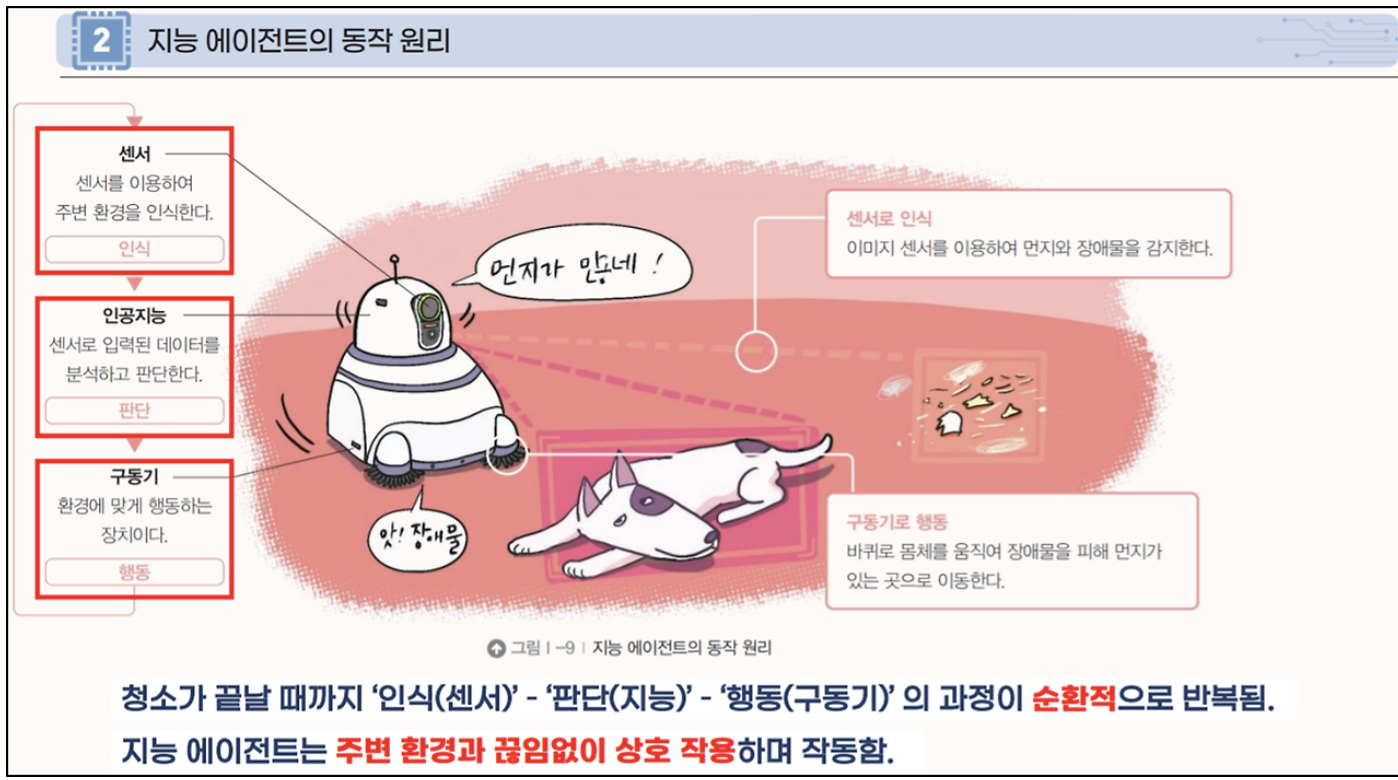 2 지능 에이전트의 동작 원리
센서
센서를 이용하여
주변 환경을 인식한다.
인식
인공지능
센서로 입력된 데이터를
분석하고 판단한다.
판단
구동기
환경에 맞게 행동하는
장치이다.
행동
먼지가 많네!
앗! 장애물
센서로 인식
이미지 센서를 이용하여 먼지와 장애물을 감지한다.
구동기로 행동
바퀴로 몸체를 움직여 장애물을 피해 먼지가
있는 곳으로 이동한다.
그림 Ⅰ-9 | 지능 에이전트의 동작 원리
청소가 끝날 때까지 ‘인식(센서)’ - ‘판단(지능)’ - ‘행동(구동기)’ 의 과정이 순환적으로 반복됨.
지능 에이전트는 주변 환경과 끊임없이 상호 작용하며 작동함.